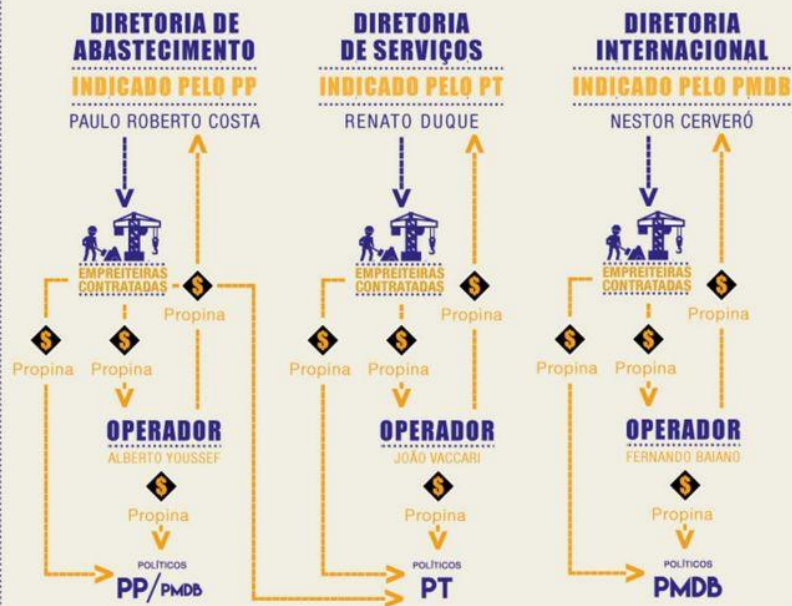 DIRETORIA DE
ABASTECIMENTO
INDICADO PELO PP
PAULO ROBERTO COSTA
EMPREITEIRAS
CONTRATADAS
$
Propina
$
Propina
$
Propina
OPERADOR
ALBERTO YOUSSEF
$
Propina
POLÍTICOS
PP/PMDB
DIRETORIA
DE SERVIÇOS
INDICADO PELO PT
RENATO DUQUE
EMPREITEIRAS
CONTRATADAS
$
Propina
$
Propina
$
Propina
OPERADOR
JOÃO VACCARI
$
Propina
POLÍTICOS
PT
DIRETORIA
INTERNACIONAL
INDICADO PELO PMDB
NESTOR CERVERÓ
EMPREITEIRAS
CONTRATADAS
$
Propina
$
Propina
$
Propina
OPERADOR
FERNANDO BAIANO
$
Propina
POLÍTICOS
PMDB